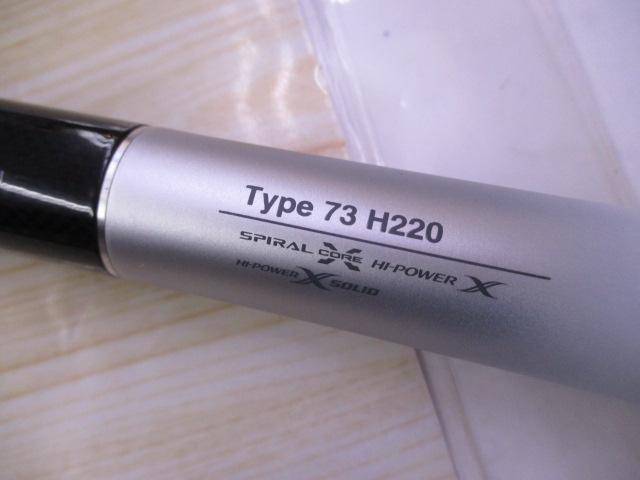 Type 73 H220
SPIRAL X CORE HI-POWER X
HI-POWER X SOLID